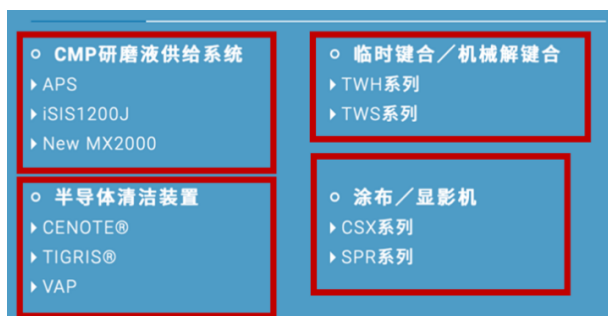 CMP研磨液供给系统
APS
iSIS1200J
New MX2000
半导体清洁装置
CENOTE®
TIGRIS®
VAP
临时键合／机械解键合
TWH系列
TWS系列
涂布／显影机
CSX系列
SPR系列